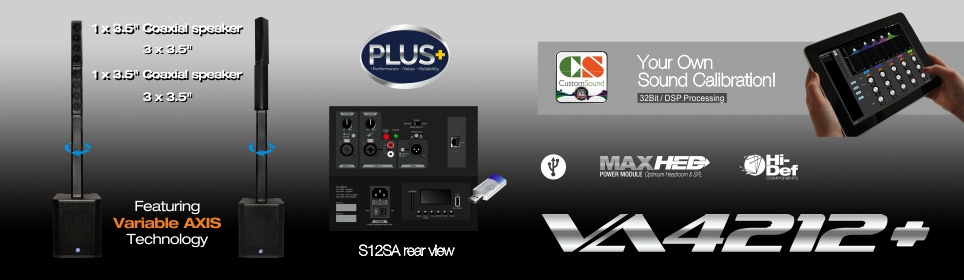 1 x 3.5" Coaxial speaker
3 x 3.5"
1 x 3.5" Coaxial speaker
3 x 3.5"
Featuring
Variable AXIS
Technology
PLUS+
•Performance •Value •Reliability
S12SA rear view
CS
CustomSound
Your Own
Sound Calibration!
32Bit / DSP Processing
MAXHED
POWER MODULE Optimum Headroom & SPL
Hi-
Def
COMPONENTS
VA4212+